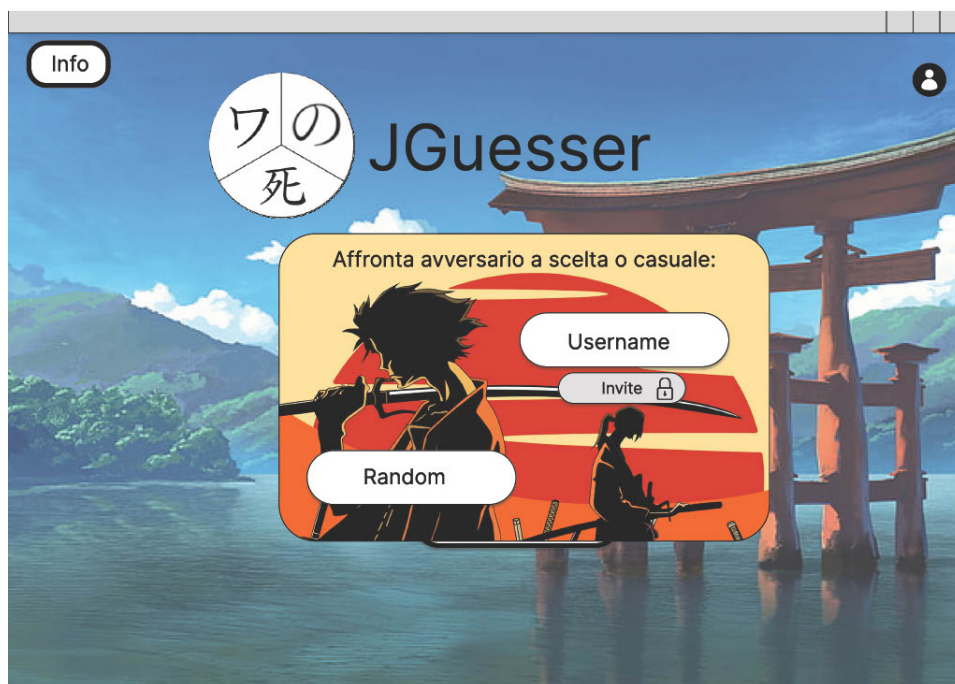 Info
ワ の
死
JGuesser
Affronta avversario a scelta o casuale:
Username
Invite
Random